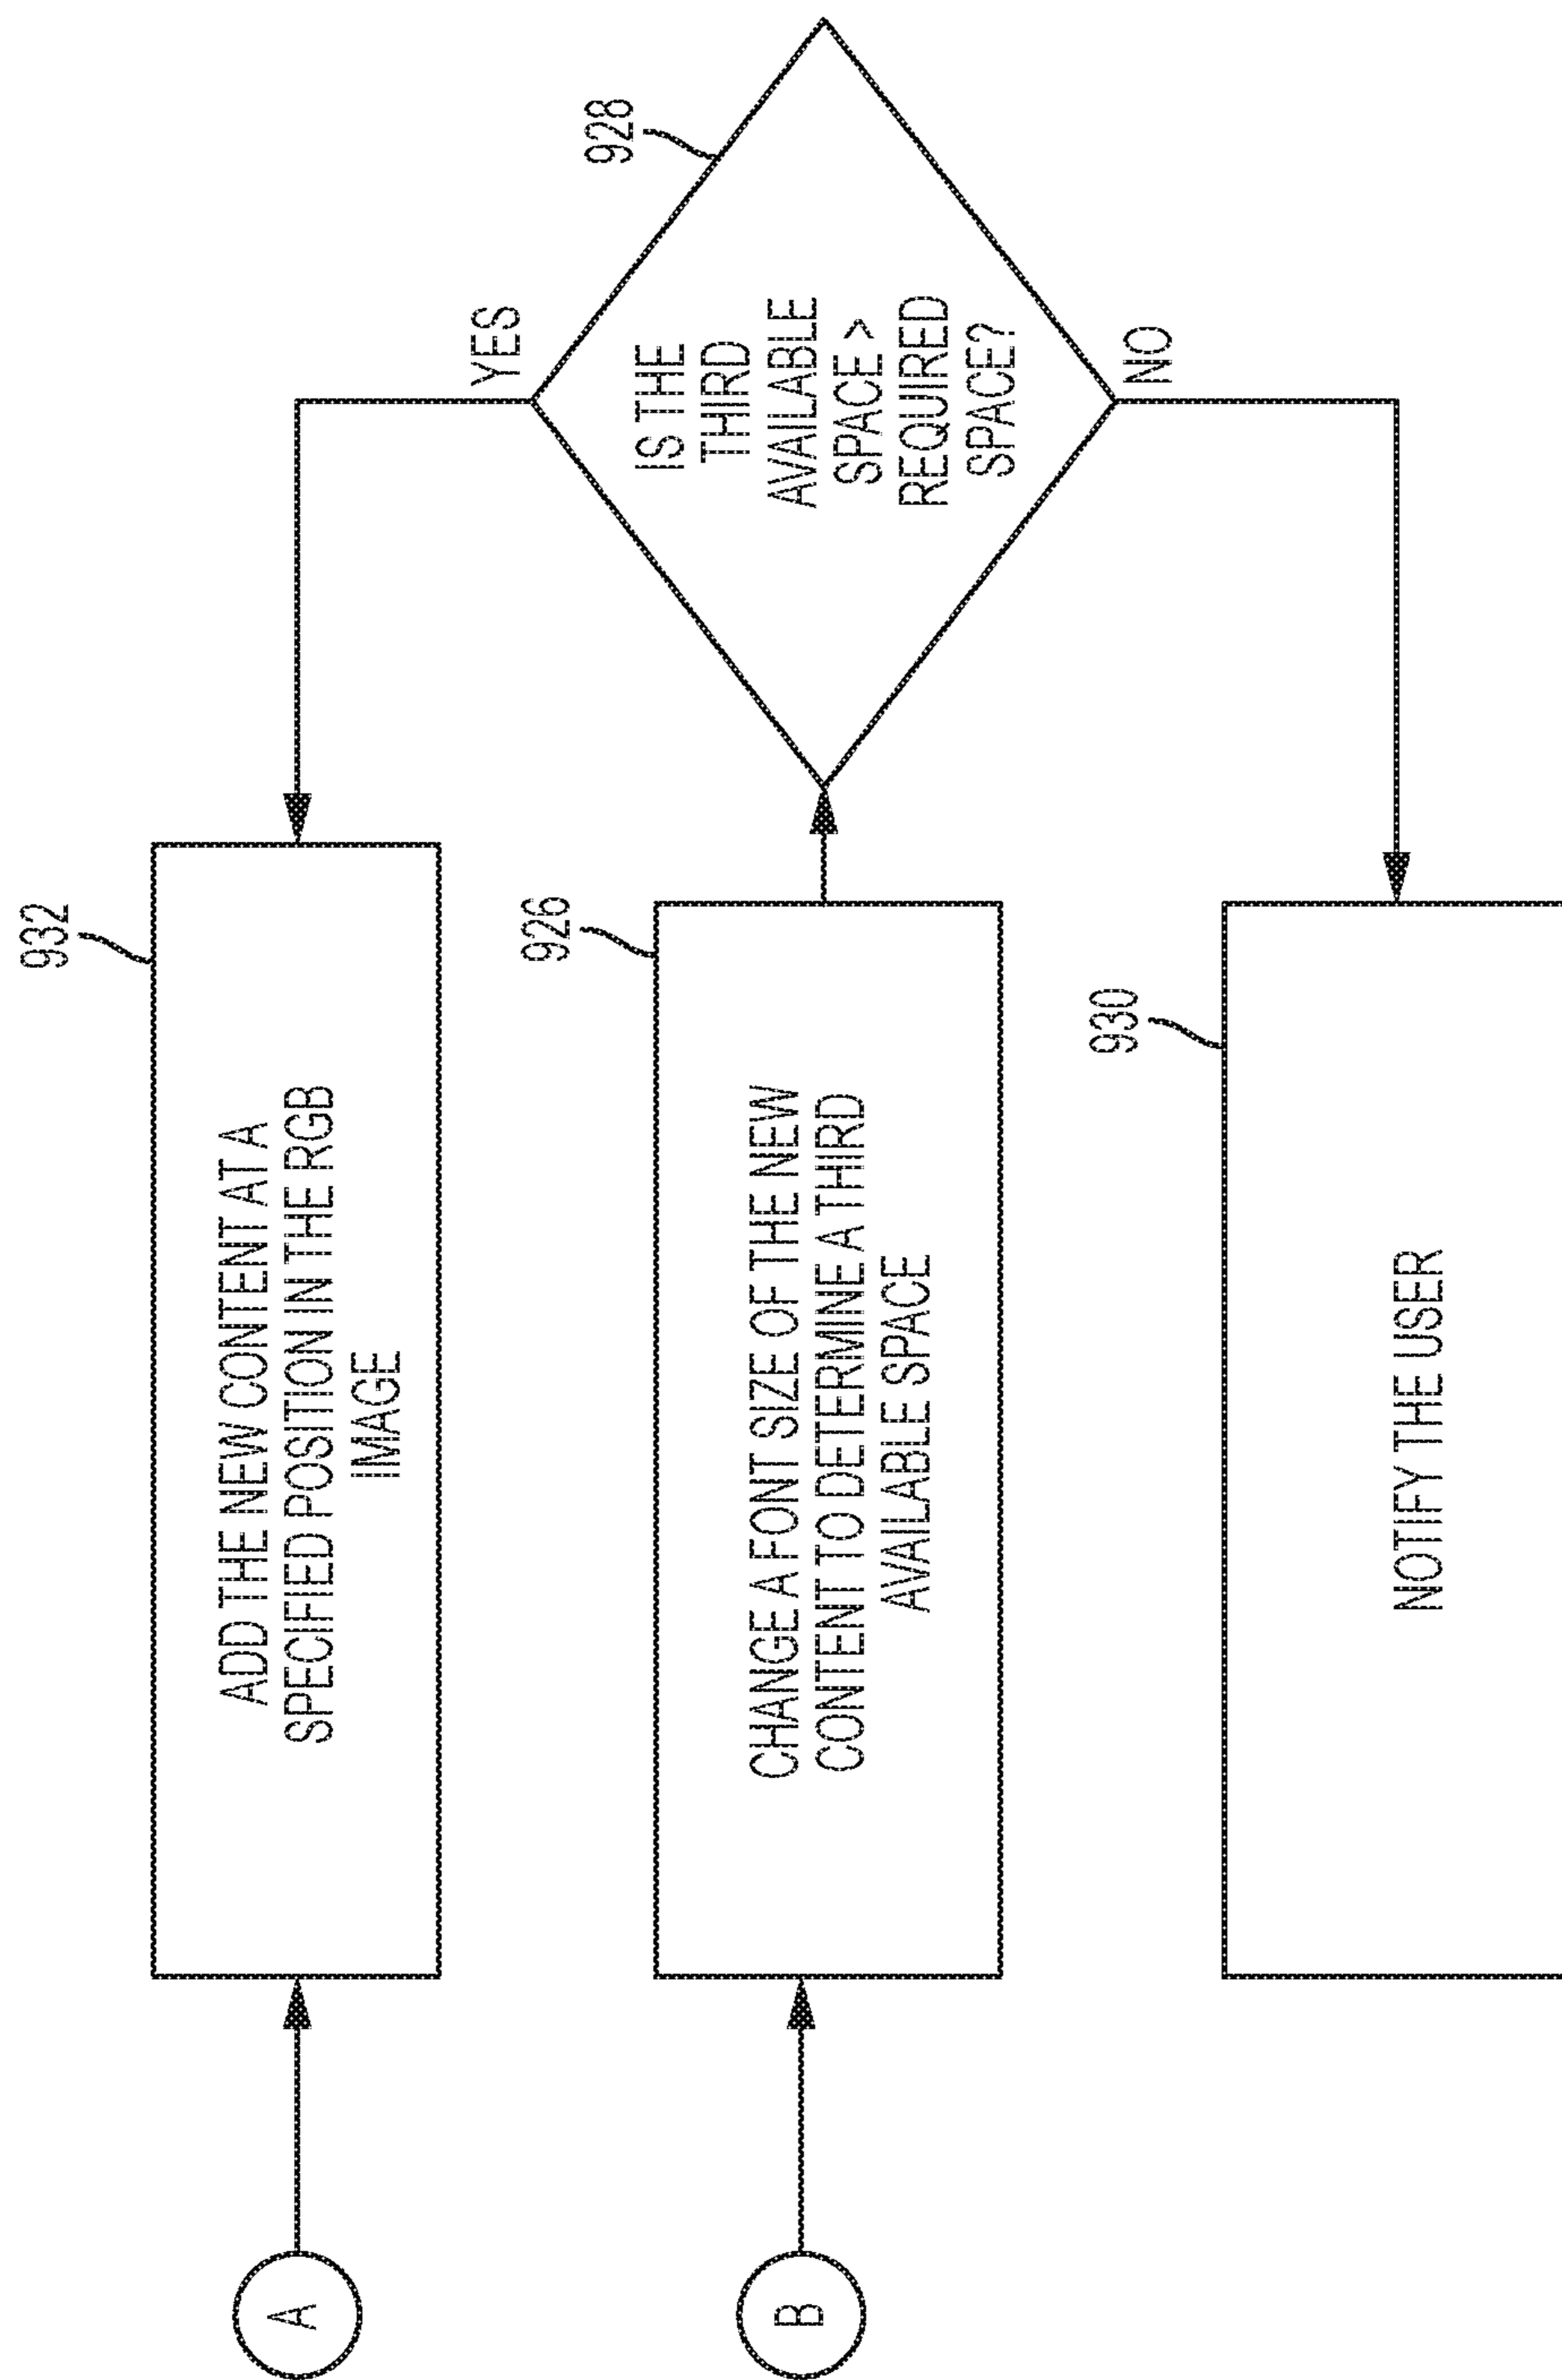 A
932
ADD THE NEW CONTENT AT A
SPECIFIED POSITION IN THE RGB
IMAGE
YES
B
926
CHANGE A FONT SIZE OF THE NEW
CONTENT TO DETERMINE A THIRD
AVAILABLE SPACE
928
IS THE
THIRD
AVAILABLE
SPACE >
REQUIRED
SPACE?
NO
930
NOTIFY THE USER